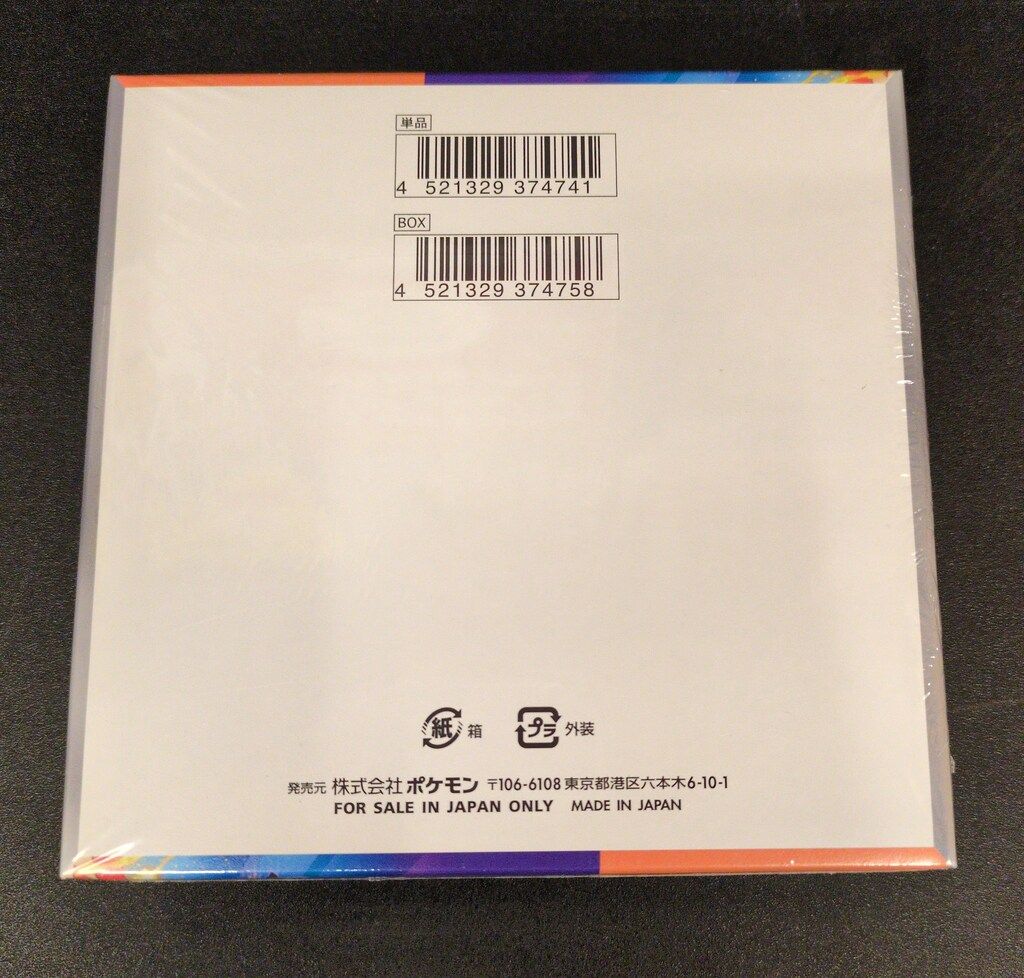 単品
4 521329 374741
BOX
4 521329 374758
紙 箱 プラ 外装
発売元 株式会社 ポケモン 〒106-6108 東京都港区六本木6-10-1
FOR SALE IN JAPAN ONLY MADE IN JAPAN